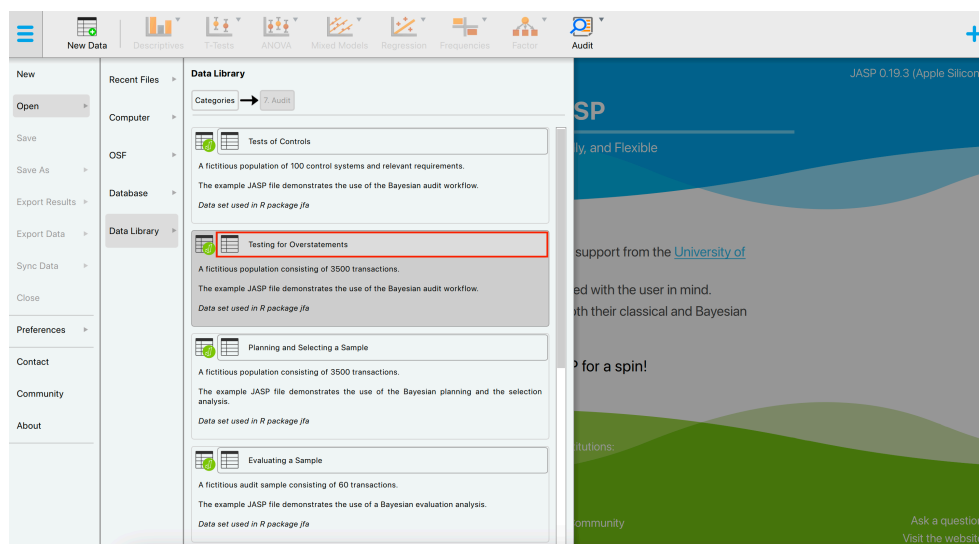 New Data
Descriptives
T-Tests
ANOVA
Mixed Models
Regression
Frequencies
Factor
Audit
New
Open
Save
Save As
Export Results
Export Data
Sync Data
Close
Preferences
Contact
Community
About
Recent Files
Computer
OSF
Database
Data Library
Data Library
Categories
7. Audit
Tests of Controls
A fictitious population of 100 control systems and relevant requirements.
The example JASP file demonstrates the use of the Bayesian audit workflow.
Data set used in R package jfa
Testing for Overstatements
A fictitious population consisting of 3500 transactions.
The example JASP file demonstrates the use of the Bayesian audit workflow.
Data set used in R package jfa
Planning and Selecting a Sample
A fictitious population consisting of 3500 transactions.
The example JASP file demonstrates the use of the Bayesian planning and the selection
analysis.
Data set used in R package jfa
Evaluating a Sample
A fictitious audit sample consisting of 60 transactions.
The example JASP file demonstrates the use of a Bayesian evaluation analysis.
Data set used in R package jfa
JASP 0.19.3 (Apple Silicon
SP
ly, and Flexible
support from the University of
ed with the user in mind.
oth their classical and Bayesian
for a spin!
itutions:
ommunity
Ask a question
Visit the website